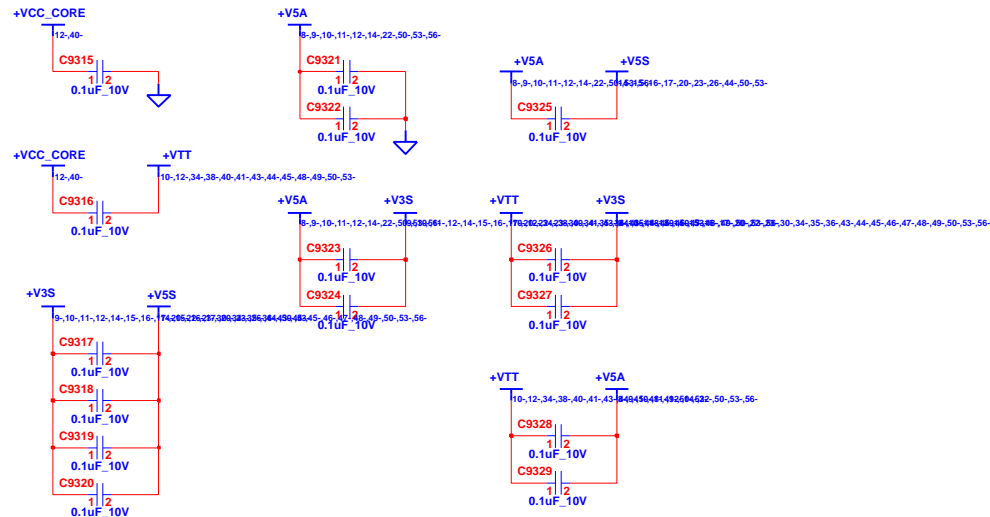 +VCC_CORE
12-,40-
C9315
1 2
0.1uF_10V
+V5A
8-,9-,10-,11-,12-,14-,22-,50-,53-,56-
C9321
1 2
0.1uF_10V
C9322
1 2
0.1uF_10V
+V5A
+V5S
C9325
1 2
0.1uF_10V
+VCC_CORE
12-,40-
+VTT
10-,12-,34-,38-,40-,41-,43-,44-,45-,48-,49-,50-,53-
C9316
1 2
0.1uF_10V
+V5A
+V3S
C9323
1 2
0.1uF_10V
C9324
1 2
0.1uF_10V
+VTT
+V3S
C9326
1 2
0.1uF_10V
C9327
1 2
0.1uF_10V
+V3S
+V5S
C9317
1 2
0.1uF_10V
C9318
1 2
0.1uF_10V
C9319
1 2
0.1uF_10V
C9320
1 2
0.1uF_10V
+VTT
+V5A
C9328
1 2
0.1uF_10V
C9329
1 2
0.1uF_10V